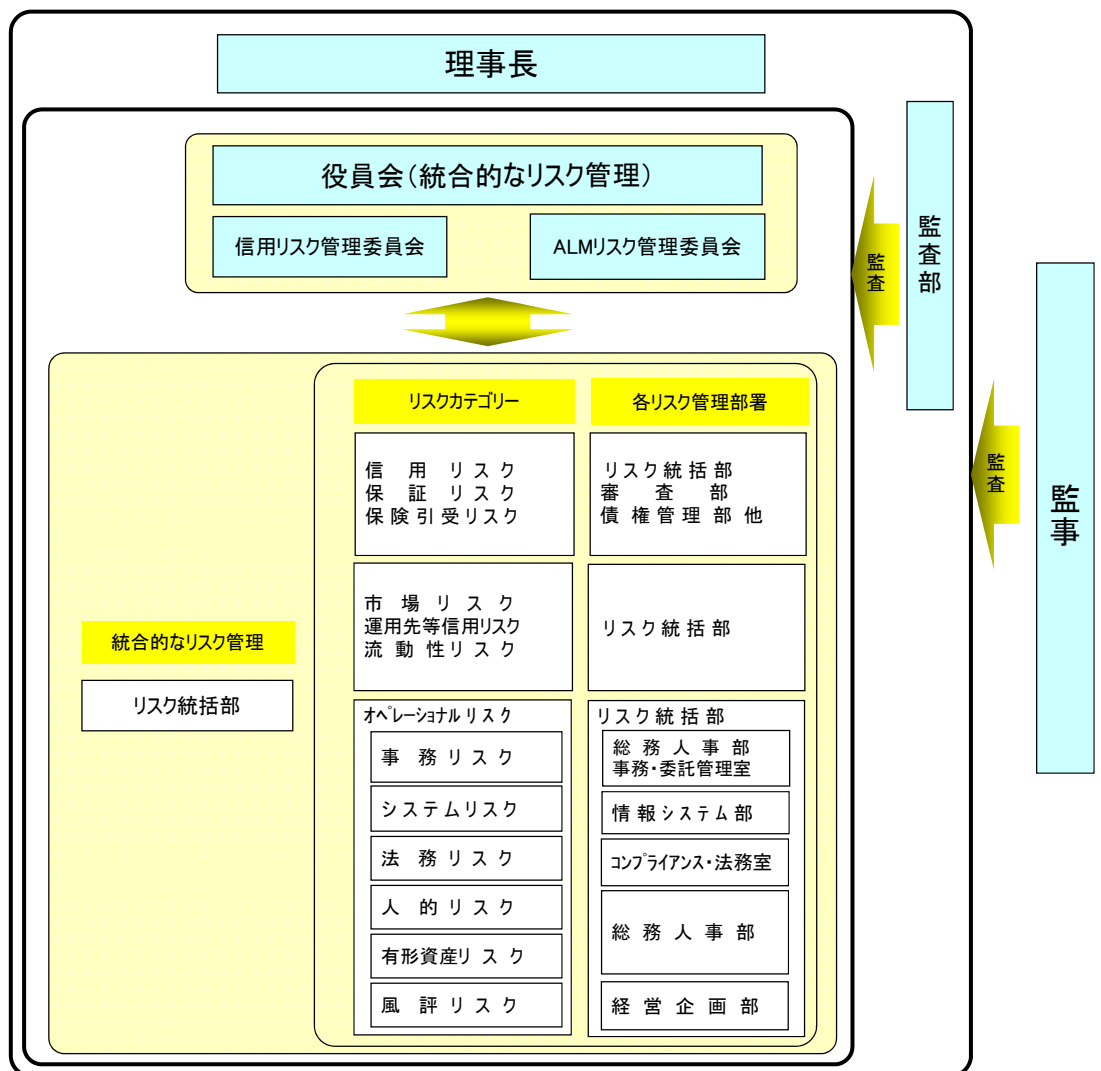 理事長
役員会(統合的なリスク管理)
信用リスク管理委員会
ALMリスク管理委員会
監査
監査部
監査
監事
統合的なリスク管理
リスク統括部
リスクカテゴリー
各リスク管理部署
信用リスク
保証リスク
保険引受リスク
リスク統括部
審査部
債権管理部他
市場リスク
運用先等信用リスク
流動性リスク
リスク統括部
オペレーショナルリスク
リスク統括部
事務リスク
総務人事部
事務・委託管理室
システムリスク
情報システム部
法務リスク
コンプライアンス・法務室
人的リスク
有形資産リスク
総務人事部
風評リスク
経営企画部